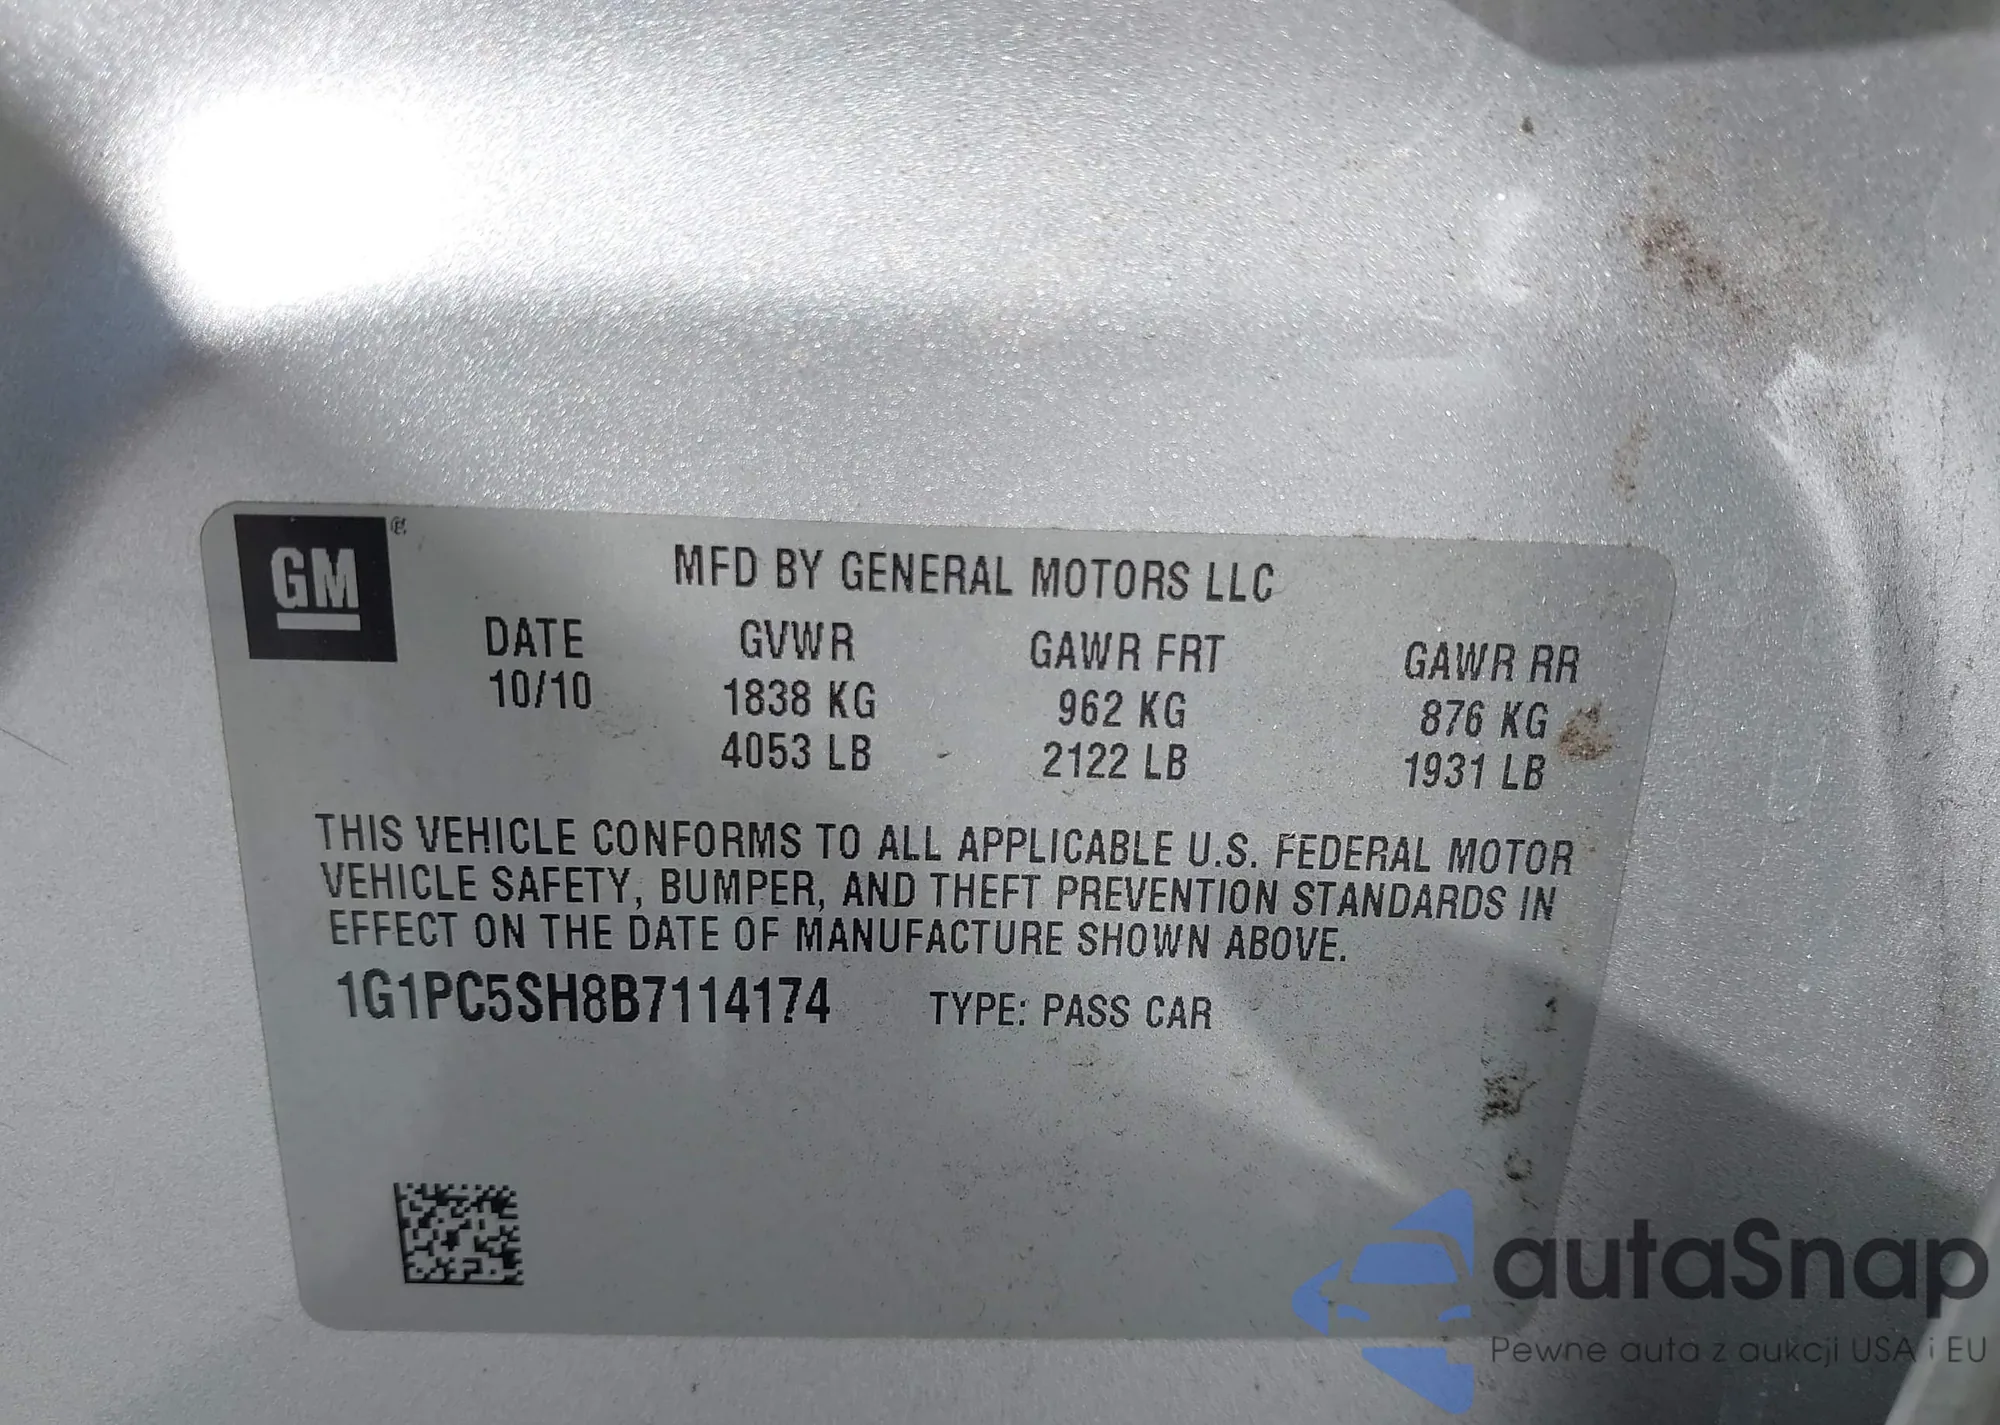 GM®
MFD BY GENERAL MOTORS LLC
DATE GVWR GAWR FRT GAWR RR
10/10 1838 KG 962 KG 876 KG
4053 LB 2122 LB 1931 LB
THIS VEHICLE CONFORMS TO ALL APPLICABLE U.S. FEDERAL MOTOR
VEHICLE SAFETY, BUMPER, AND THEFT PREVENTION STANDARDS IN
EFFECT ON THE DATE OF MANUFACTURE SHOWN ABOVE.
1G1PC5SH8B7114174 TYPE: PASS CAR
autaSnap
Pewne auta z aukcji USA i EU